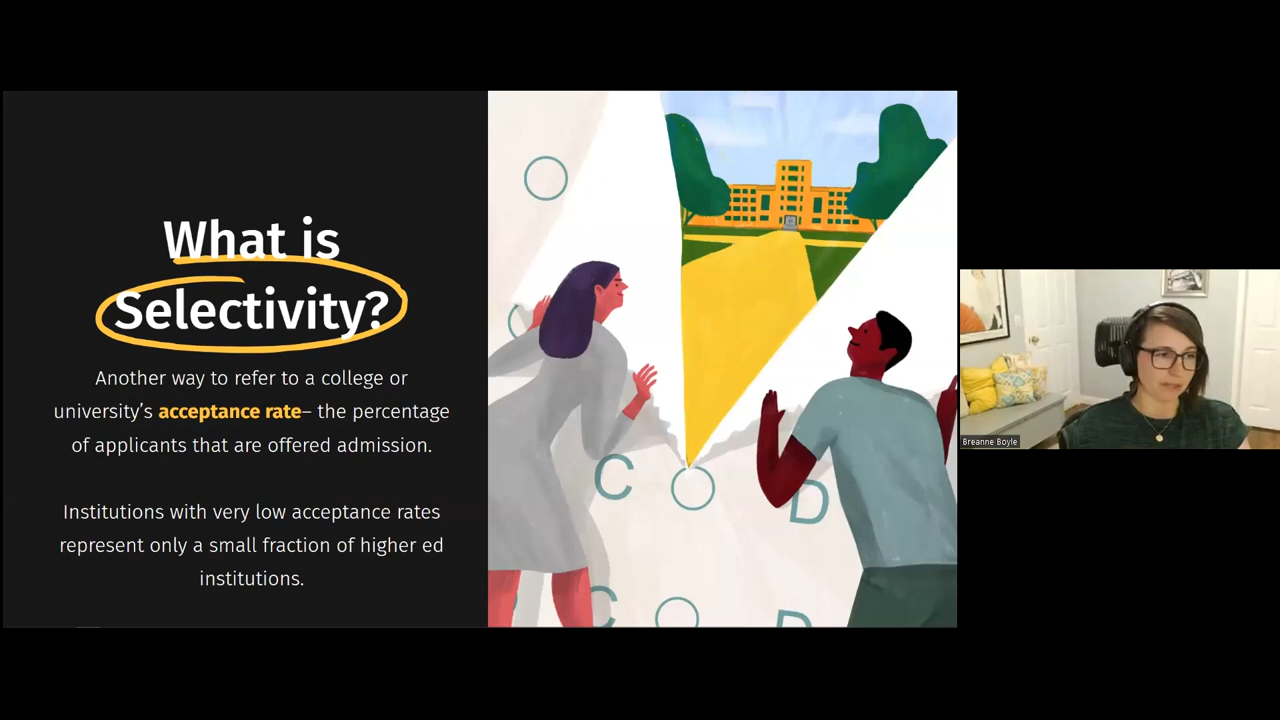 What is
Selectivity?
Another way to refer to a college or
university's acceptance rate– the percentage
of applicants that are offered admission.
Institutions with very low acceptance rates
represent only a small fraction of higher ed
institutions.
C
D
C
D
Breanne Boyle